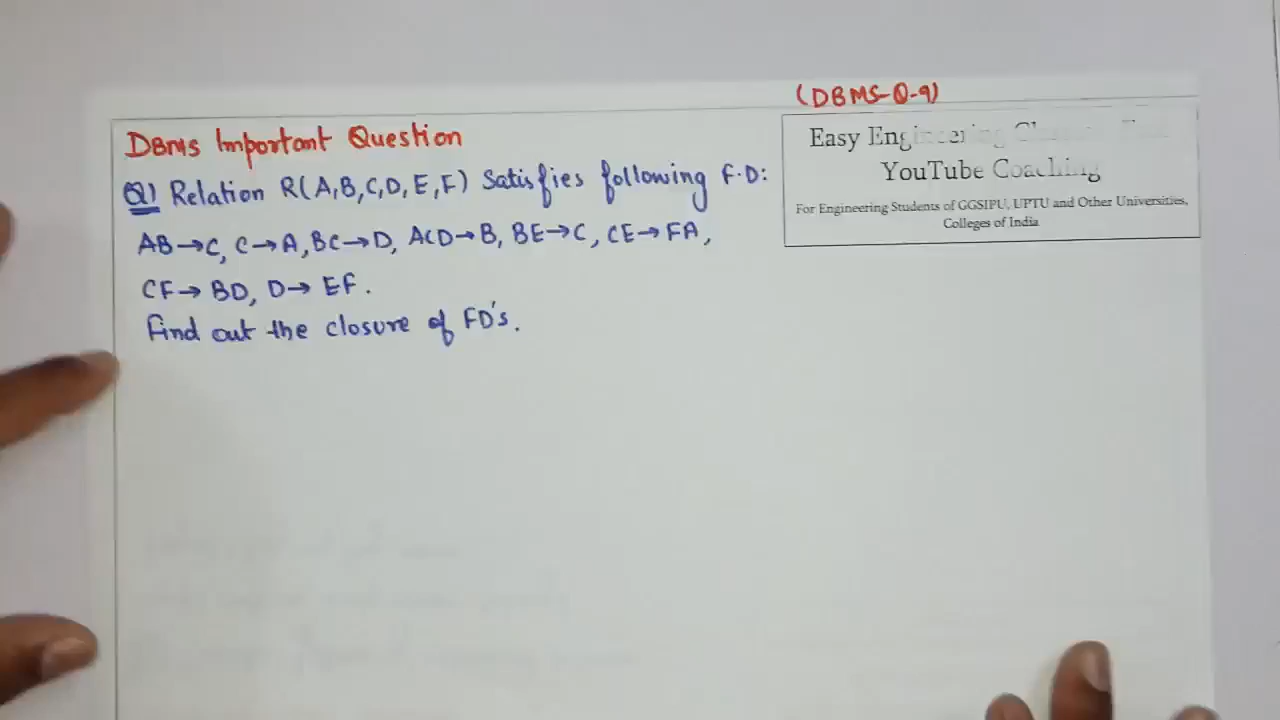 (DBMS-Q-9)
DBMS Important Question
Easy Engineering
YouTube Coaching
For Engineering Students of GGSIPU, UPTU and Other Universities,
Colleges of India
Q1) Relation R(A,B,C,D,E,F) Satisfies following F.D:
AB→C, C→A, BC→D, ACD→B, BE→C, CE→FA,
CF→BD, D→EF.
Find out the closure of FD's.